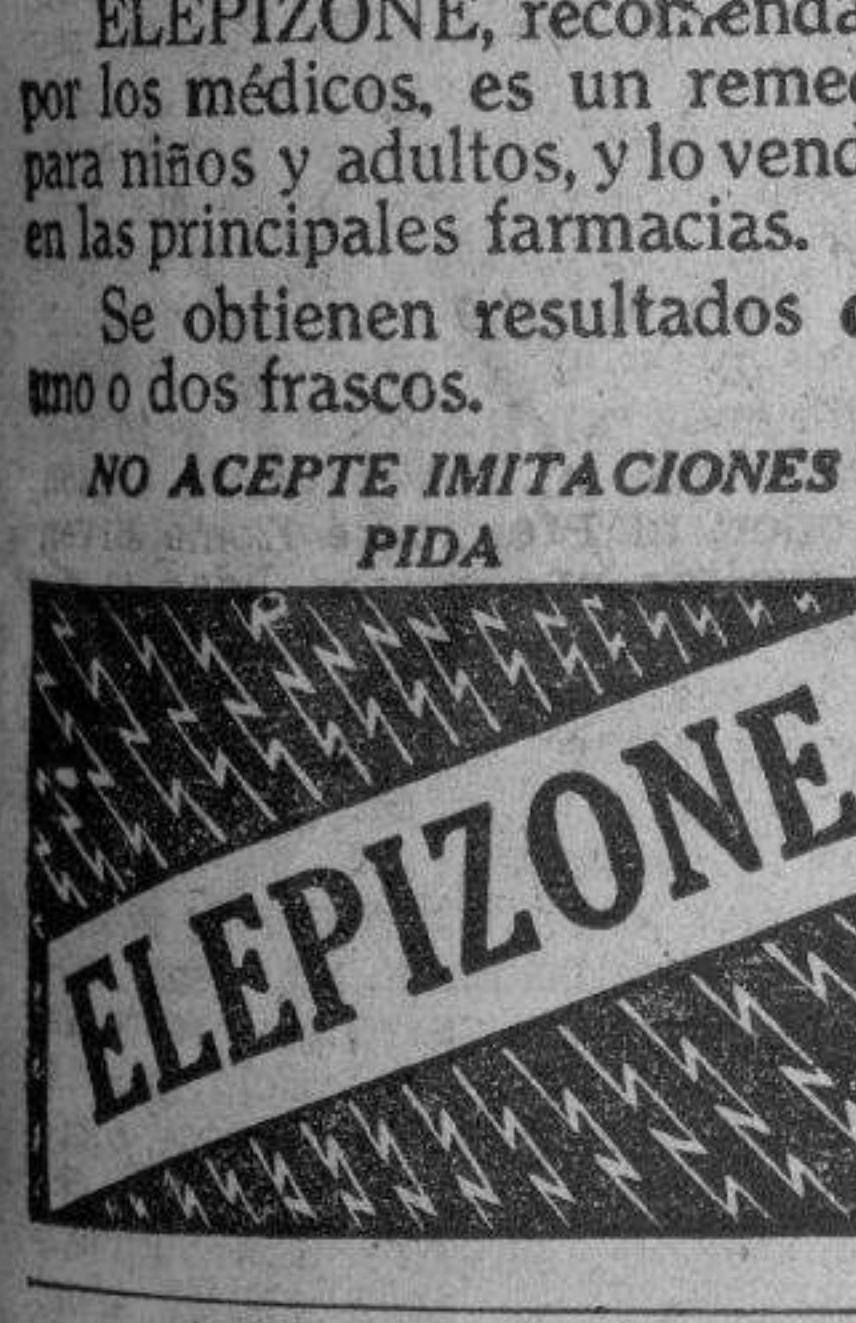 ELEPIZONE, recomenda
por los médicos, es un reme
para niños y adultos, y lo vend
en las principales farmacias.
Se obtienen resultados
uno o dos frascos.
NO ACEPTE IMITACIONES
PIDA
ELEPIZONE